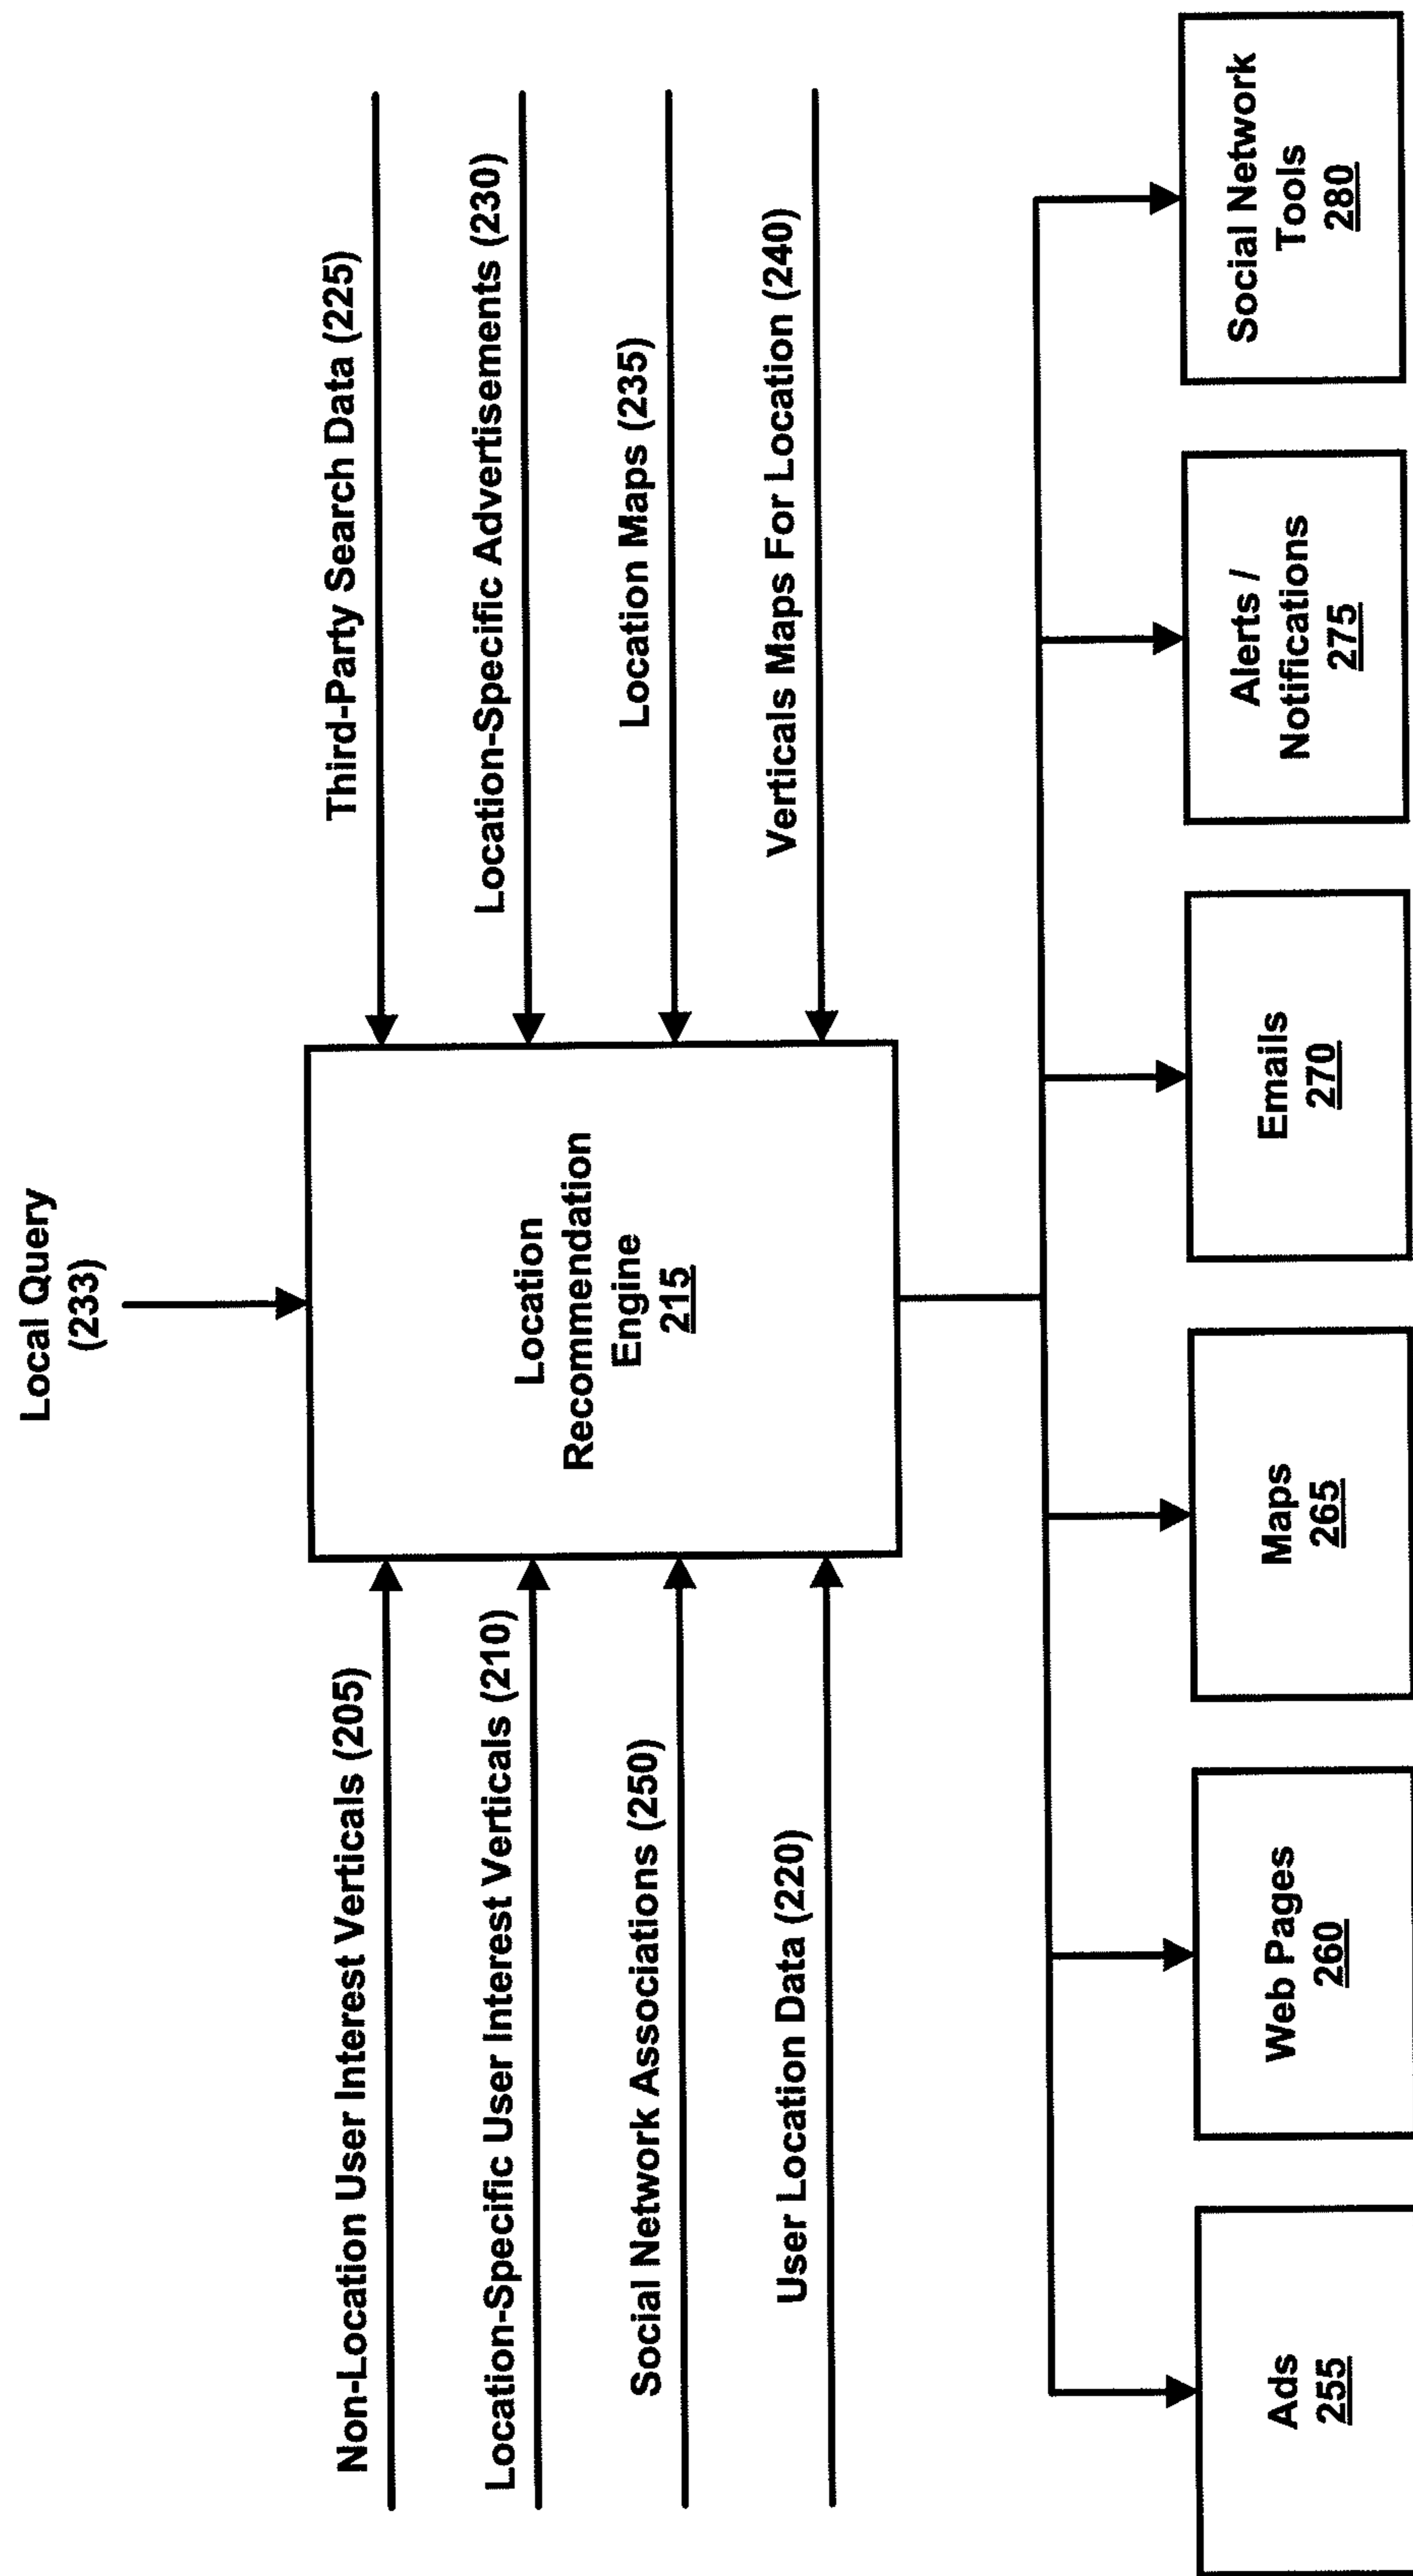 Local Query
(233)
Non-Location User Interest Verticals (205)
Location-Specific User Interest Verticals (210)
Social Network Associations (250)
User Location Data (220)
Location
Recommendation
Engine
215
Third-Party Search Data (225)
Location-Specific Advertisements (230)
Location Maps (235)
Verticals Maps For Location (240)
Ads
255
Web Pages
260
Maps
265
Emails
270
Alerts /
Notifications
275
Social Network
Tools
280